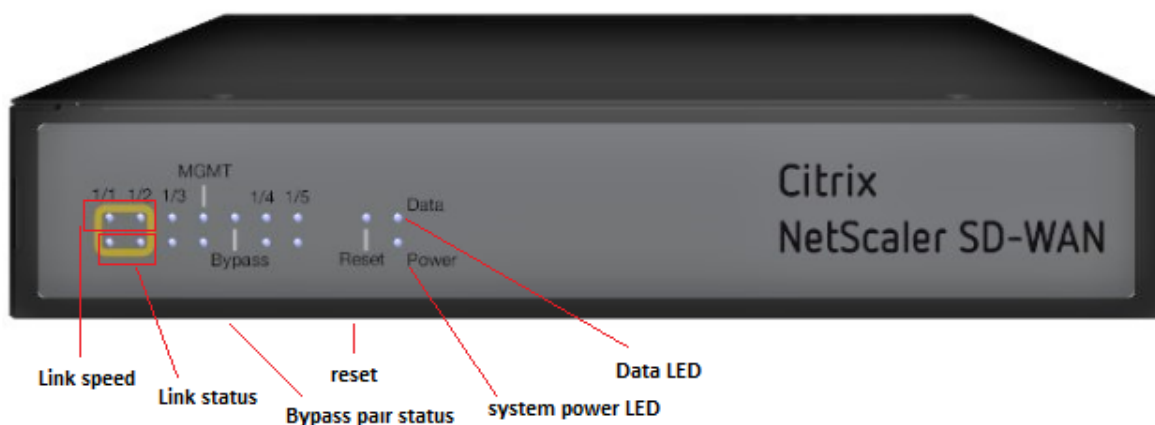 MGMT
1/1 1/2 1/3 1/4 1/5
Data
Bypass Reset Power
Citrix
NetScaler SD-WAN
Link speed
Link status
Bypass pair status
reset
system power LED
Data LED